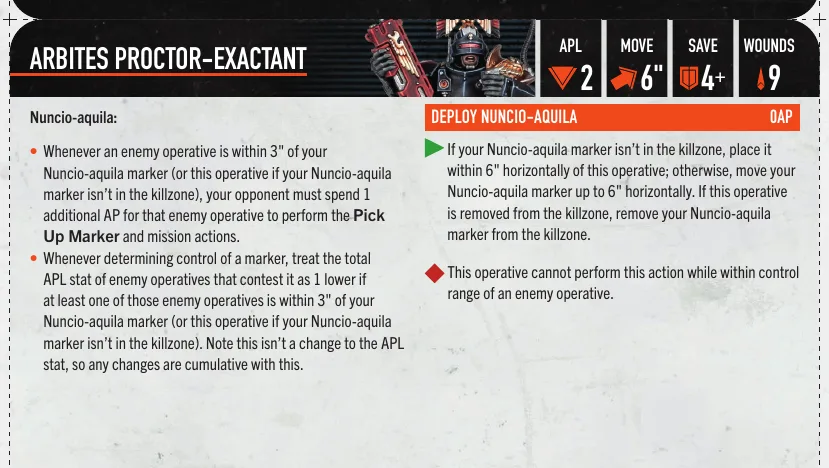 ARBITES PROCTOR-EXACTANT
APL
2
MOVE
6"
SAVE
4+
WOUNDS
9
Nuncio-aquila:
• Whenever an enemy operative is within 3" of your
Nuncio-aquila marker (or this operative if your Nuncio-aquila
marker isn't in the killzone), your opponent must spend 1
additional AP for that enemy operative to perform the Pick
Up Marker and mission actions.
• Whenever determining control of a marker, treat the total
APL stat of enemy operatives that contest it as 1 lower if
at least one of those enemy operatives is within 3" of your
Nuncio-aquila marker (or this operative if your Nuncio-aquila
marker isn't in the killzone). Note this isn't a change to the APL
stat, so any changes are cumulative with this.
DEPLOY NUNCIO-AQUILA 0AP
If your Nuncio-aquila marker isn't in the killzone, place it
within 6" horizontally of this operative; otherwise, move your
Nuncio-aquila marker up to 6" horizontally. If this operative
is removed from the killzone, remove your Nuncio-aquila
marker from the killzone.
This operative cannot perform this action while within control
range of an enemy operative.